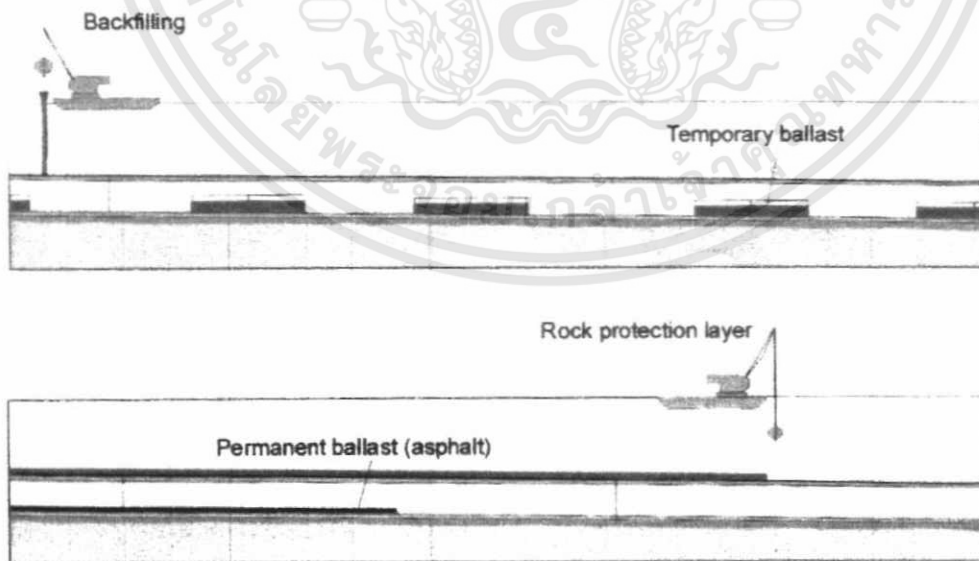 Backfilling
Temporary ballast
Rock protection layer
Permanent ballast (asphalt)